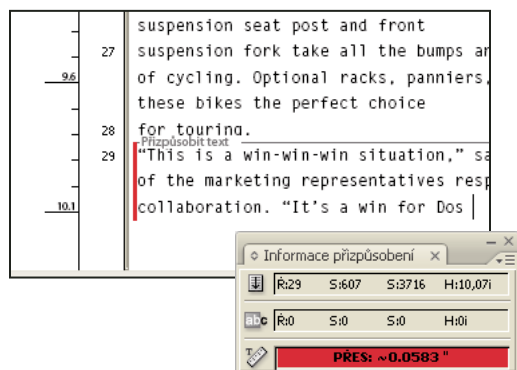 suspension seat post and front
27 suspension fork take all the bumps
9.6 of cycling. Optional racks, panniers,
these bikes the perfect choice
28 for touring.
Přizpůsobit text
29 “This is a win-win-win situation,”
of the marketing representatives
10.1 collaboration. “It's a win for Dos
Informace přizpůsobení
Ř:29 S:607 S:3716 H:10,07i
abc Ř:0 S:0 S:0 H:0i
PŘES: ~0.0583 "